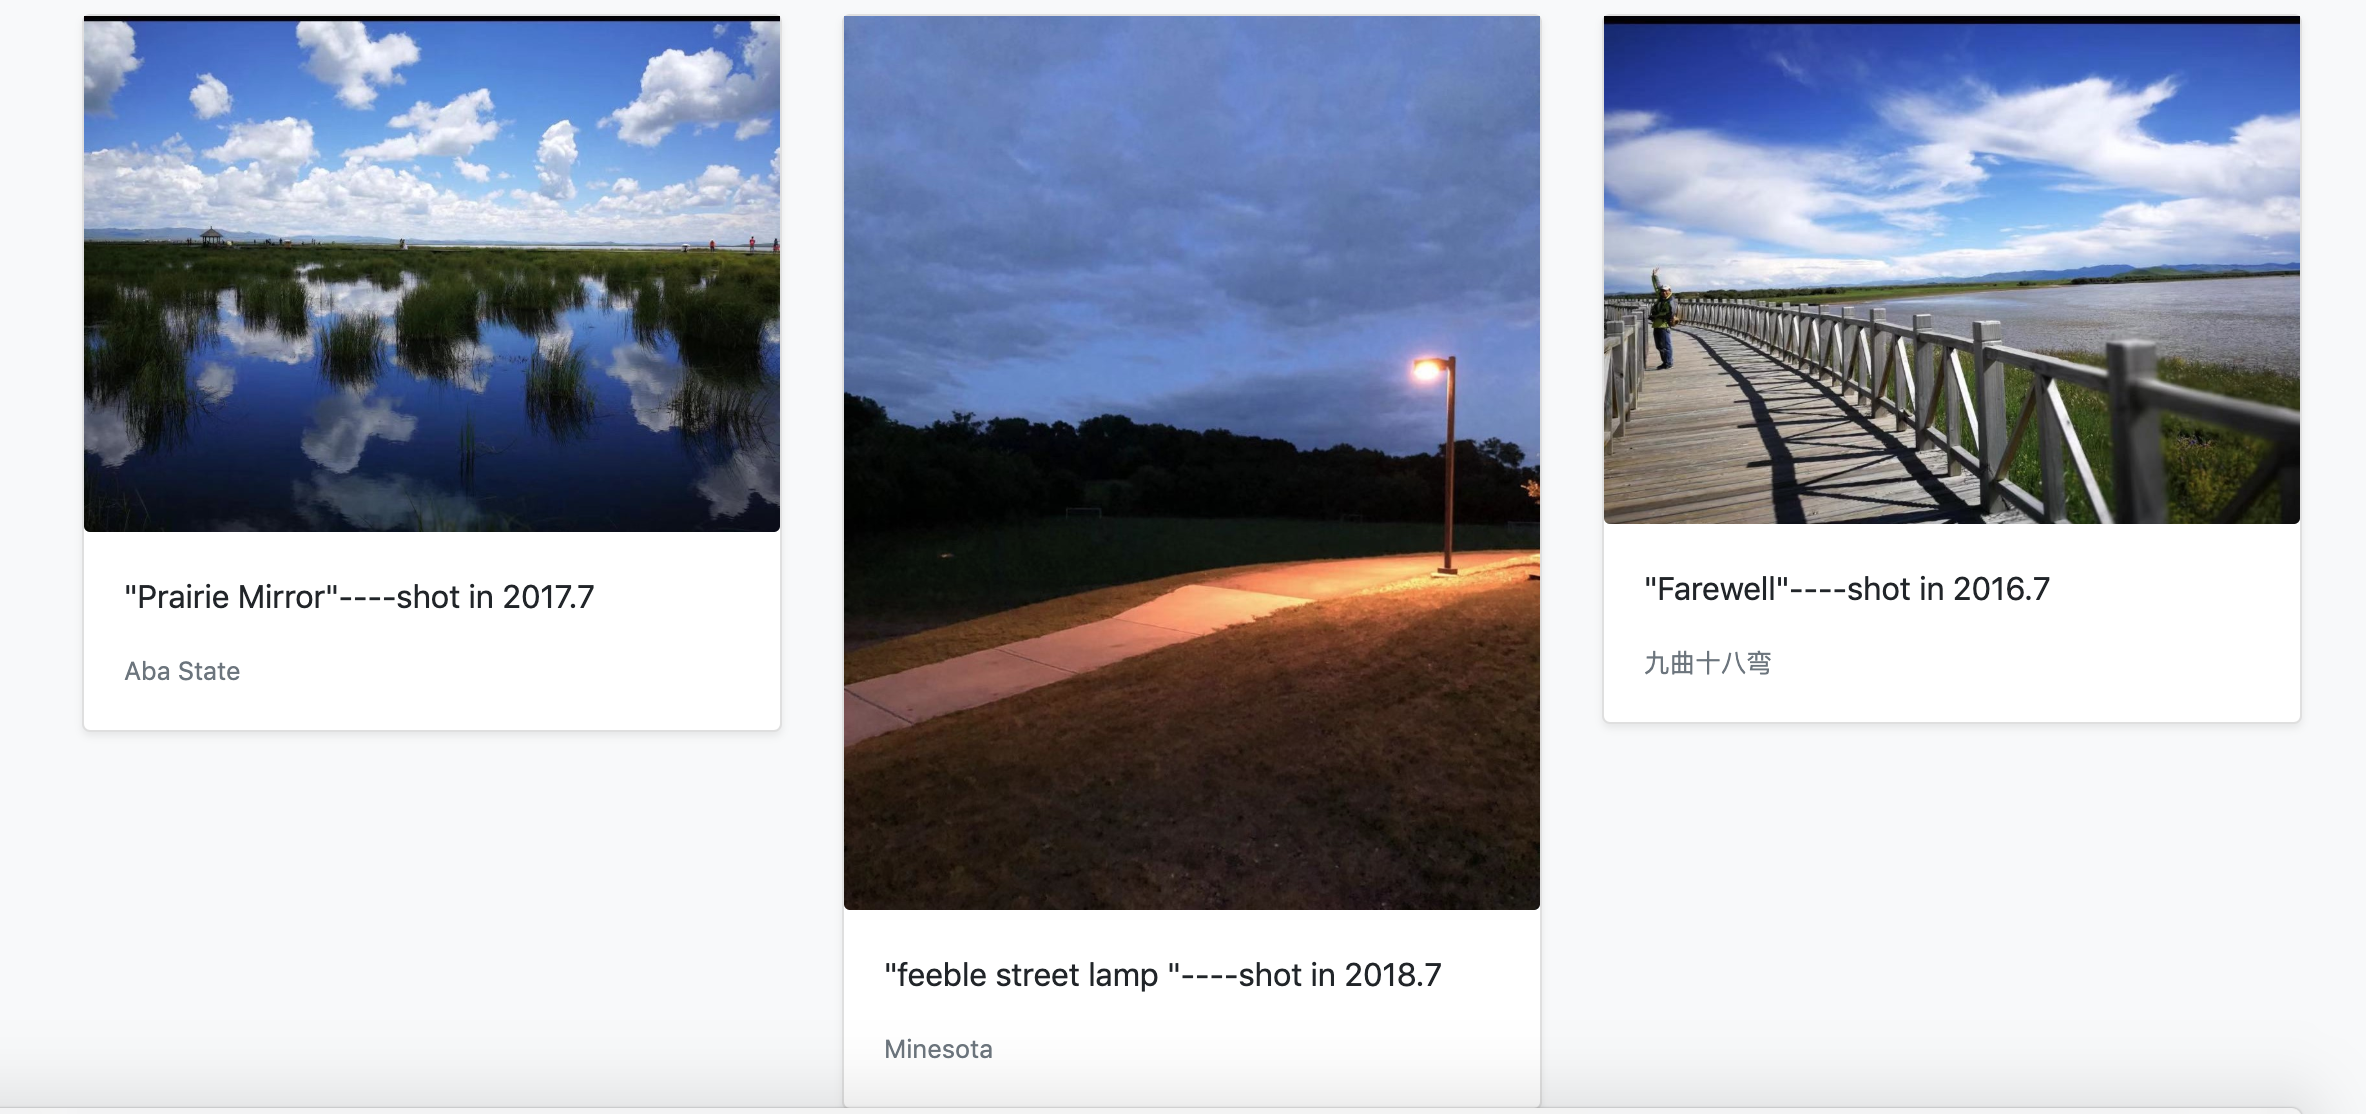 "Prairie Mirror"----shot in 2017.7
Aba State
"feeble street lamp "----shot in 2018.7
Minesota
"Farewell"----shot in 2016.7
九曲十八弯